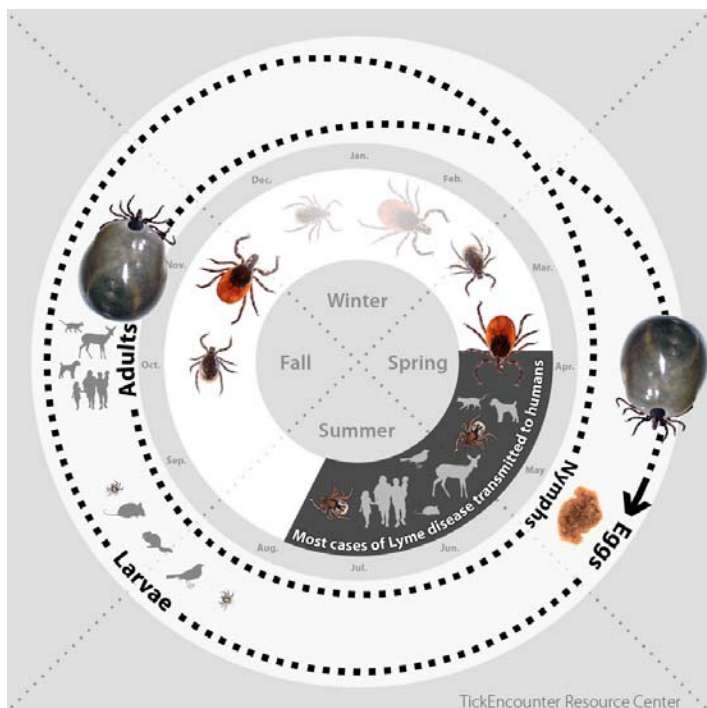 Jan.
Feb.
Mar.
Apr.
May
Jun.
Jul.
Aug.
Sep.
Oct.
Nov.
Dec.
Winter
Spring
Summer
Fall
Most cases of Lyme disease transmitted to humans
Adults
Larvae
Nymphs
Eggs
TickEncounter Resource Center